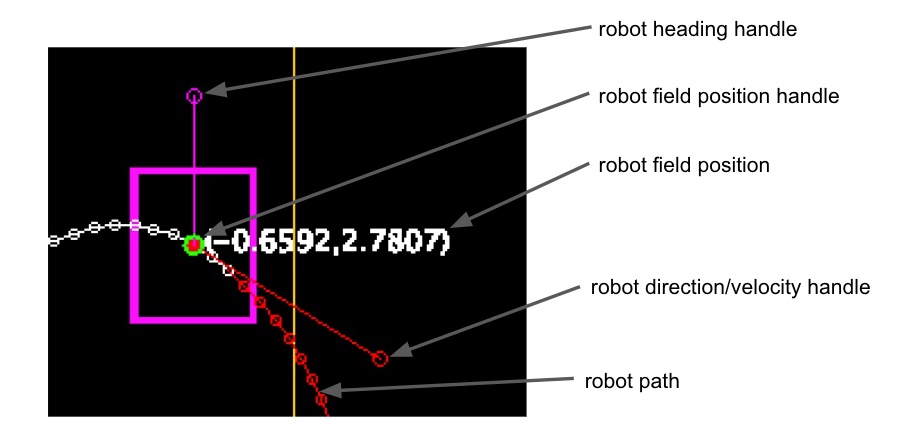 robot heading handle
robot field position handle
robot field position
(-0.6592,2.7807)
robot direction/velocity handle
robot path